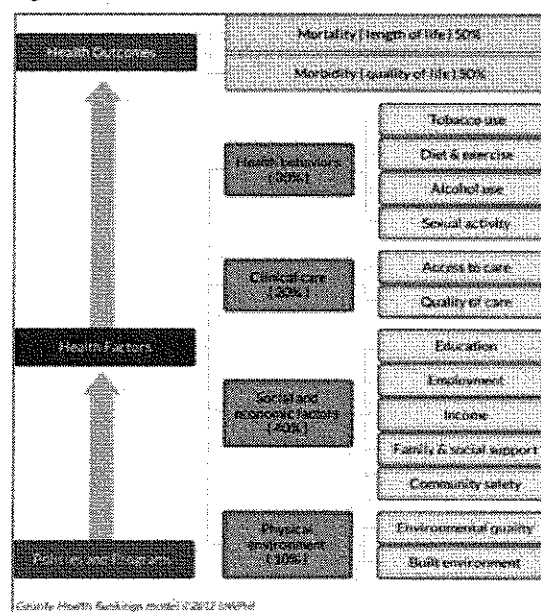 Health Outcomes
Mortality (length of life) 50%
Morbidity (quality of life) 50%
Health behaviors
(30%)
Tobacco use
Diet & exercise
Alcohol use
Sexual activity
Clinical care
(20%)
Access to care
Quality of care
Health Factors
Social and
economic factors
(40%)
Education
Employment
Income
Family & social support
Community safety
Physical
environment
(10%)
Environmental quality
Built environment
Policies and Programs
County Health Rankings model ©2012 UWPHI